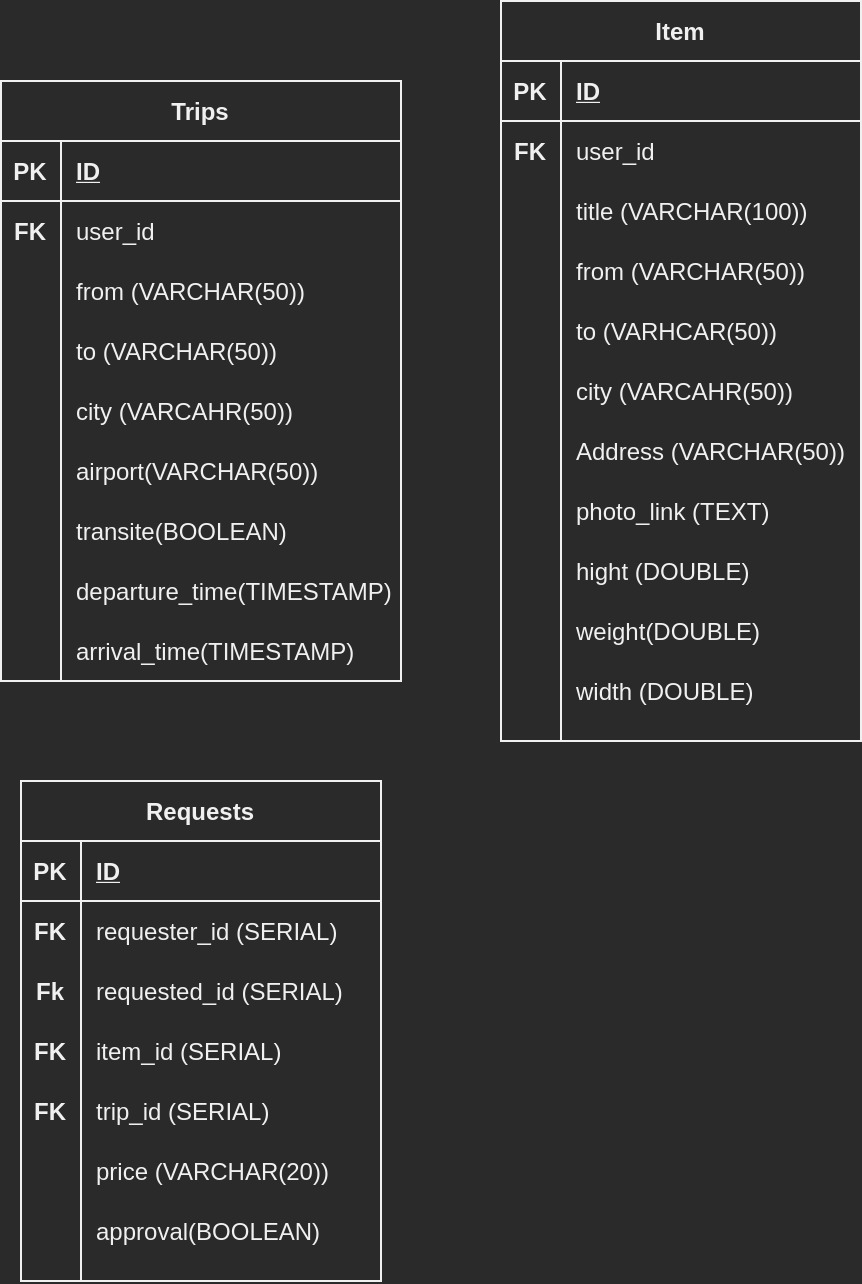 Trips
PK ID
FK user_id
from (VARCHAR(50))
to (VARCHAR(50))
city (VARCAHR(50))
airport(VARCHAR(50))
transite(BOOLEAN)
departure_time(TIMESTAMP)
arrival_time(TIMESTAMP)
Item
PK ID
FK user_id
title (VARCHAR(100))
from (VARCHAR(50))
to (VARHCAR(50))
city (VARCAHR(50))
Address (VARCHAR(50))
photo_link (TEXT)
hight (DOUBLE)
weight(DOUBLE)
width (DOUBLE)
Requests
PK ID
FK requester_id (SERIAL)
Fk requested_id (SERIAL)
FK item_id (SERIAL)
FK trip_id (SERIAL)
price (VARCHAR(20))
approval(BOOLEAN)